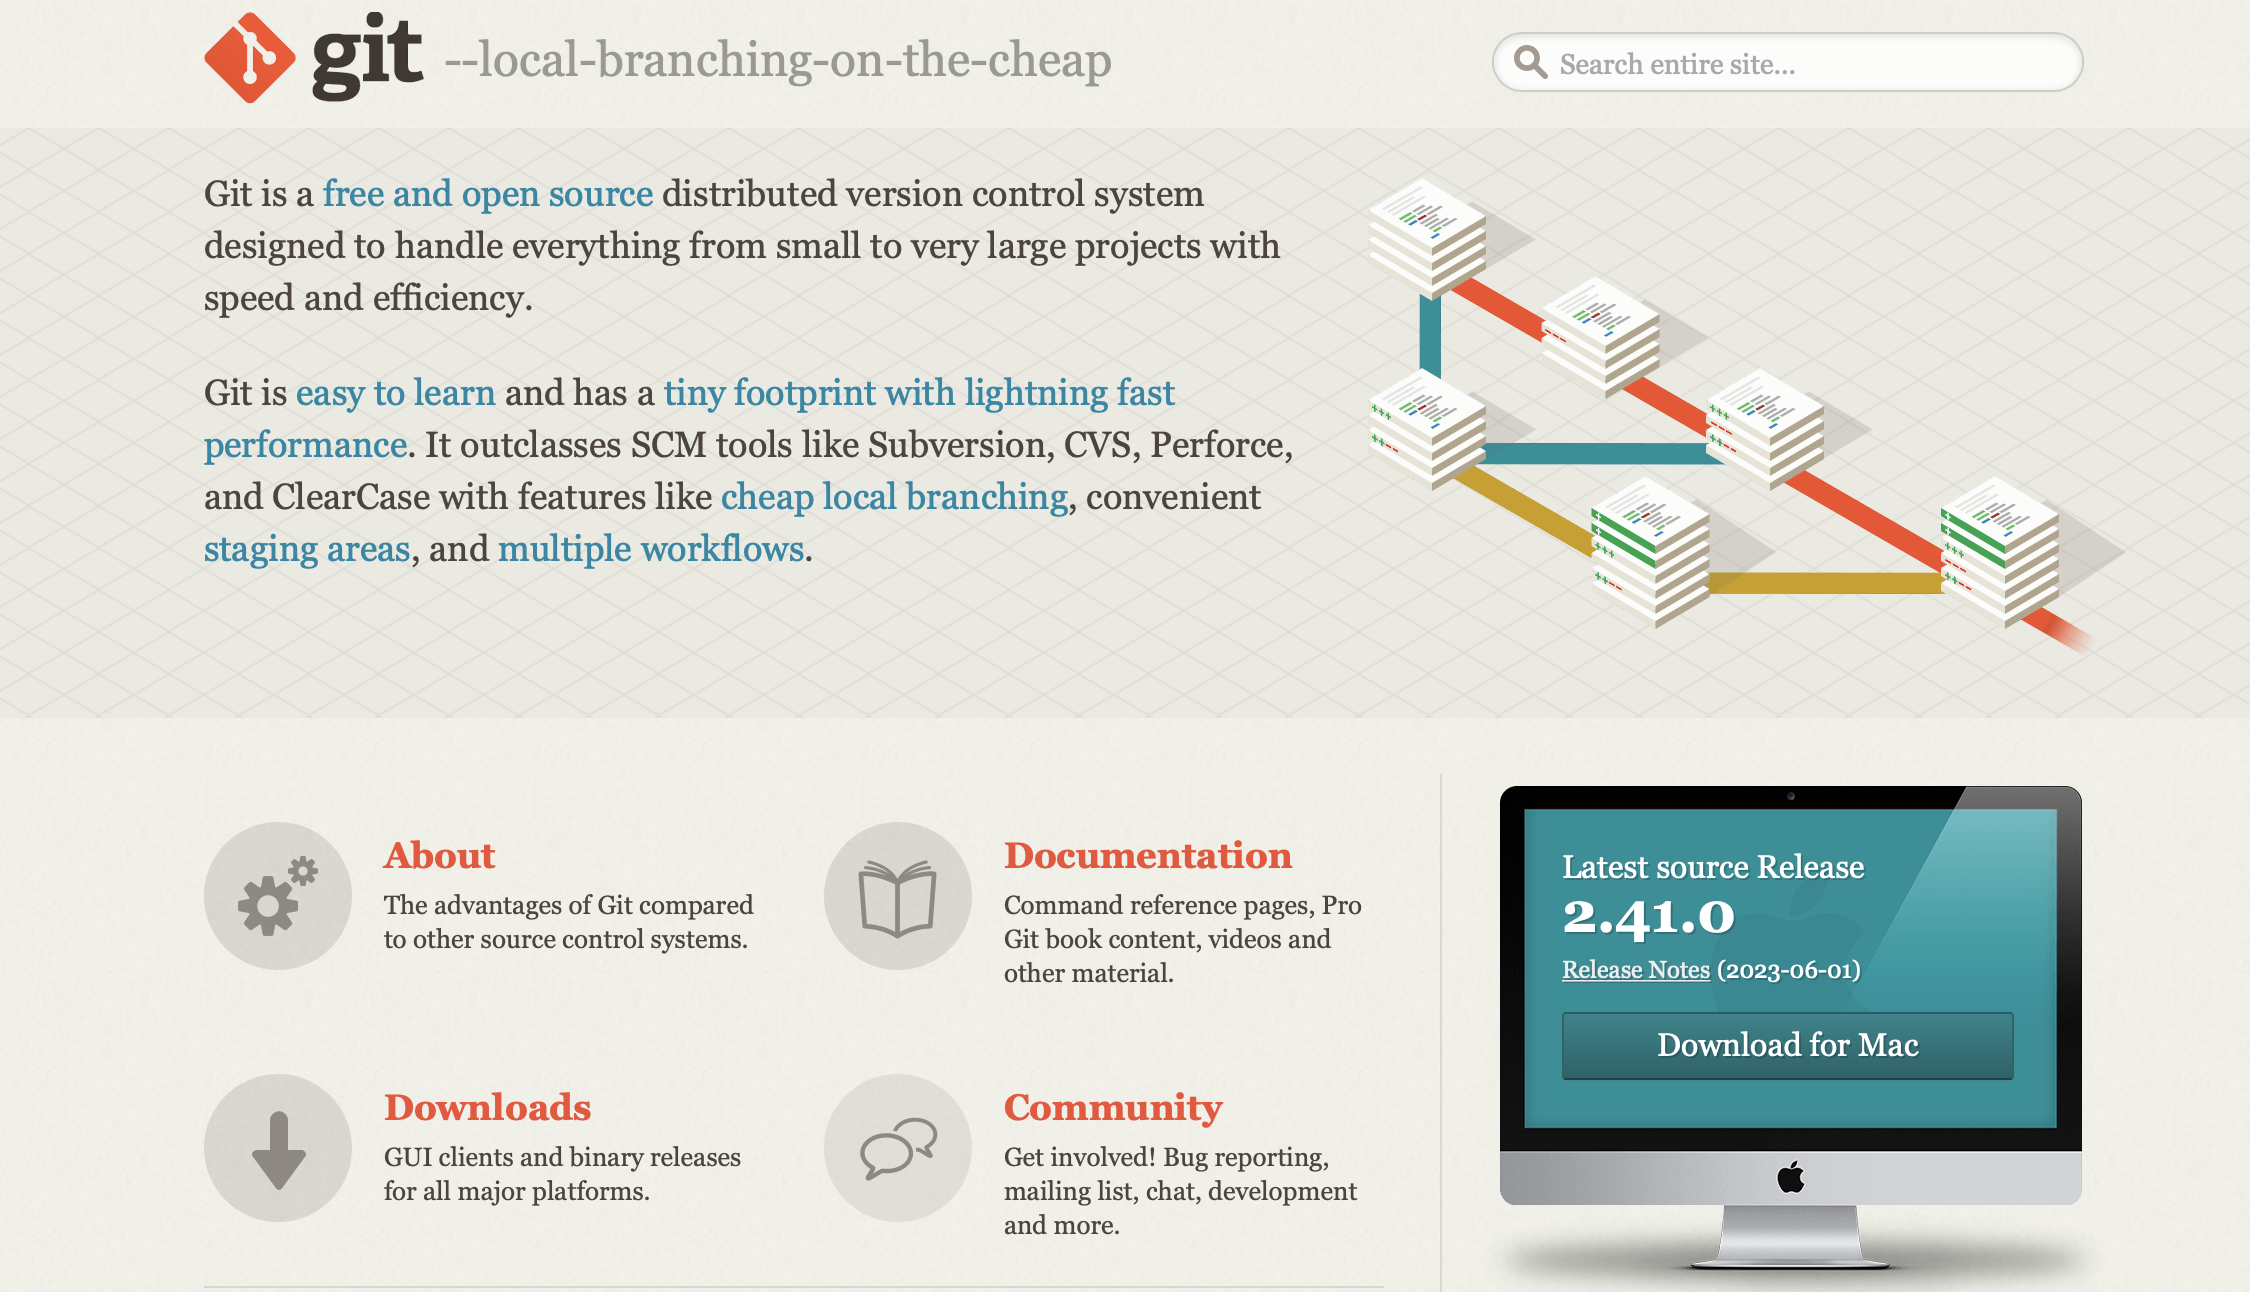 git --local-branching-on-the-cheap
Search entire site...
Git is a free and open source distributed version control system
designed to handle everything from small to very large projects with
speed and efficiency.
Git is easy to learn and has a tiny footprint with lightning fast
performance. It outclasses SCM tools like Subversion, CVS, Perforce,
and ClearCase with features like cheap local branching, convenient
staging areas, and multiple workflows.
About
The advantages of Git compared
to other source control systems.
Documentation
Command reference pages, Pro
Git book content, videos and
other material.
Downloads
GUI clients and binary releases
for all major platforms.
Community
Get involved! Bug reporting,
mailing list, chat, development
and more.
Latest source Release
2.41.0
Release Notes (2023-06-01)
Download for Mac